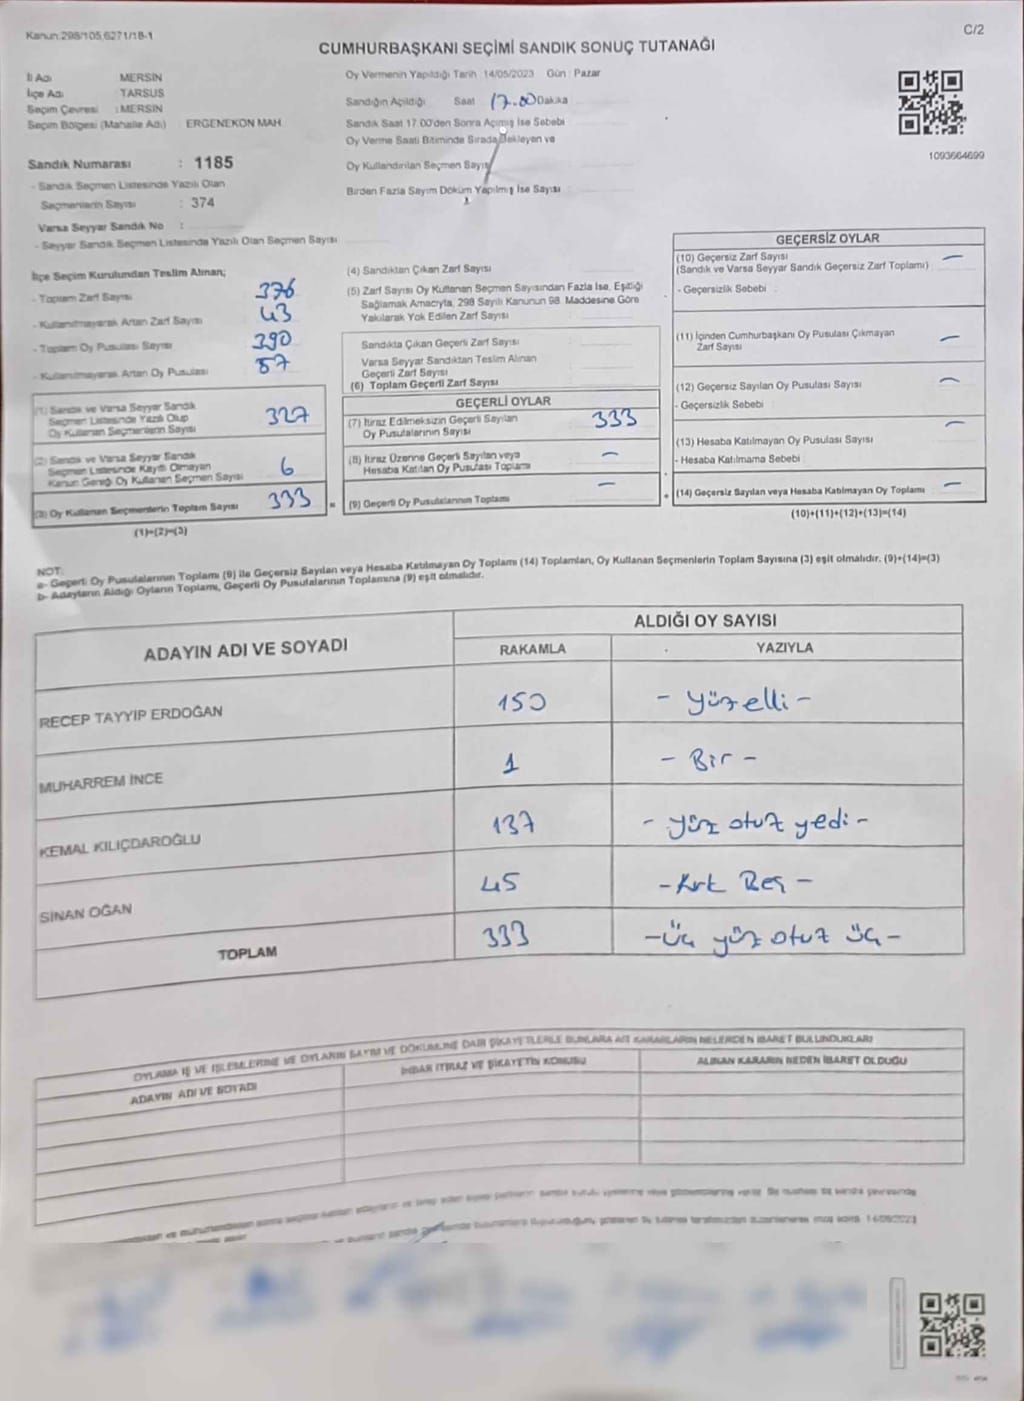 Kanun:298/105,6271/18-1
C/2
CUMHURBAŞKANI SEÇİMİ SANDIK SONUÇ TUTANAĞI
İl Adı MERSİN
İlçe Adı TARSUS
Seçim Çevresi : MERSİN
Seçim Bölgesi (Mahalle Adı) ERGENEKON MAH.
Sandık Numarası : 1185
- Sandık Seçmen Listesinde Yazılı Olan
Seçmenlerin Sayısı : 374
Varsa Seyyar Sandık No :
- Seyyar Sandık Seçmen Listesinde Yazılı Olan Seçmen Sayısı
Oy Vermenin Yapıldığı Tarih : 14/05/2023 Gün : Pazar
Sandığın Açıldığı Saat 17.00 Dakika
Sandık Saat 17.00'den Sonra Açımış İse Sebebi
Oy Verme Saati Bitiminde Sırada Bekleyen ve
Oy Kullandırılan Seçmen Sayısı
Birden Fazla Sayım Döküm Yapılmış İse Sayısı
1093664699
İlçe Seçim Kurulundan Teslim Alınan;
- Toplam Zarf Sayısı 376
- Kullanılmayarak Artan Zarf Sayısı 43
- Toplam Oy Pusulası Sayısı 390
- Kullanılmayarak Artan Oy Pusulası 57
(1) Sandık ve Varsa Seyyar Sandık
Seçmen Listesinde Yazılı Olup
Oy Kullanan Seçmenlerin Sayısı 327
(2) Sandık ve Varsa Seyyar Sandık
Seçmen Listesinde Kayıtlı Olmayan
Kanun Gereği Oy Kullanan Seçmen Sayısı 6
(3) Oy Kullanan Seçmenlerin Toplam Sayısı 333 =
(1)+(2)=(3)
(4) Sandıktan Çıkan Zarf Sayısı
(5) Zarf Sayısı Oy Kullanan Seçmen Sayısından Fazla İse, Eşitliği
Sağlamak Amacıyla, 298 Sayılı Kanunun 98. Maddesine Göre
Yakılarak Yok Edilen Zarf Sayısı
Sandıkta Çıkan Geçerli Zarf Sayısı
Varsa Seyyar Sandıktan Teslim Alınan
Geçerli Zarf Sayısı
(6) Toplam Geçerli Zarf Sayısı
GEÇERLİ OYLAR
(7) İtiraz Edilmeksizin Geçerli Sayılan
Oy Pusulalarının Sayısı 333
(8) İtiraz Üzerine Geçerli Sayılan veya
Hesaba Katılan Oy Pusulası Toplamı —
(9) Geçerli Oy Pusulalarının Toplamı — +
GEÇERSİZ OYLAR
(10) Geçersiz Zarf Sayısı —
(Sandık ve Varsa Seyyar Sandık Geçersiz Zarf Toplamı)
- Geçersizlik Sebebi :
(11) İçinden Cumhurbaşkanı Oy Pusulası Çıkmayan
Zarf Sayısı —
(12) Geçersiz Sayılan Oy Pusulası Sayısı —
- Geçersizlik Sebebi :
(13) Hesaba Katılmayan Oy Pusulası Sayısı —
- Hesaba Katılmama Sebebi :
(14) Geçersiz Sayılan veya Hesaba Katılmayan Oy Toplamı —
(10)+(11)+(12)+(13)=(14)
NOT:
a- Geçerli Oy Pusulalarının Toplamı (9) ile Geçersiz Sayılan veya Hesaba Katılmayan Oy Toplamı (14) Toplamları, Oy Kullanan Seçmenlerin Toplam Sayısına (3) eşit olmalıdır. (9)+(14)=(3)
b- Adayların Aldığı Oyların Toplamı, Geçerli Oy Pusulalarının Toplamına (9) eşit olmalıdır.
ADAYIN ADI VE SOYADI
ALDIĞI OY SAYISI
RAKAMLA YAZIYLA
RECEP TAYYİP ERDOĞAN 150 - yüzelli -
MUHARREM İNCE 1 - Bir -
KEMAL KILIÇDAROĞLU 137 - yüz otuz yedi -
SİNAN OĞAN 45 - Kırk Beş -
TOPLAM 333 - üç yüz otuz üç -
OYLAMA İŞ VE İŞLEMLERİNE VE OYLARIN SAYIM VE DÖKÜMÜNE DAİR ŞİKAYETLERLE BUNLARA AİT KARARLARIN NELERDEN İBARET BULUNDUKLARI
ADAYIN ADI VE SOYADI
İHBAR İTİRAZ VE ŞİKAYETİN KONUSU
ALINAN KARARIN NEDEN İBARET OLDUĞU